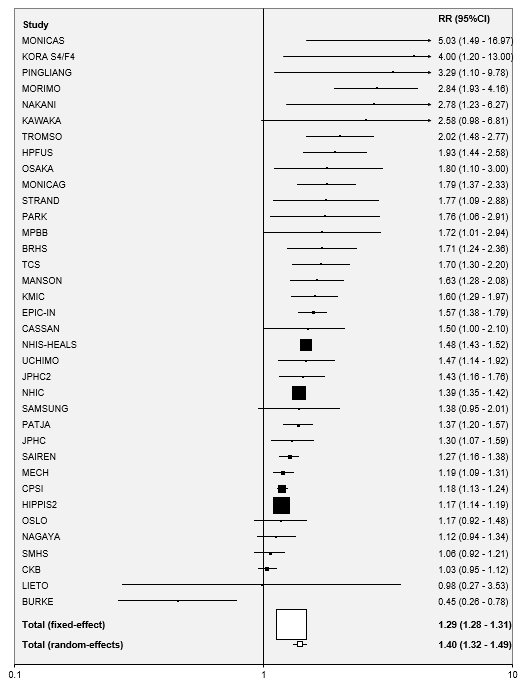 Study RR (95%CI)
MONICAS 5.03 (1.49 - 16.97)
KORA S4/F4 4.00 (1.20 - 13.00)
PINGLIANG 3.29 (1.10 - 9.78)
MORIMO 2.84 (1.93 - 4.16)
NAKANI 2.78 (1.23 - 6.27)
KAWAKA 2.58 (0.98 - 6.81)
TROMSO 2.02 (1.48 - 2.77)
HPFUS 1.93 (1.44 - 2.58)
OSAKA 1.80 (1.10 - 3.00)
MONICAG 1.79 (1.37 - 2.33)
STRAND 1.77 (1.09 - 2.88)
PARK 1.76 (1.06 - 2.91)
MPBB 1.72 (1.01 - 2.94)
BRHS 1.71 (1.24 - 2.36)
TCS 1.70 (1.30 - 2.20)
MANSON 1.63 (1.28 - 2.08)
KMIC 1.60 (1.29 - 1.97)
EPIC-IN 1.57 (1.38 - 1.79)
CASSAN 1.50 (1.00 - 2.10)
NHIS-HEALS 1.48 (1.43 - 1.52)
UCHIMO 1.47 (1.14 - 1.92)
JPHC2 1.43 (1.16 - 1.76)
NHIC 1.39 (1.35 - 1.42)
SAMSUNG 1.38 (0.95 - 2.01)
PATJA 1.37 (1.20 - 1.57)
JPHC 1.30 (1.07 - 1.59)
SAIREN 1.27 (1.16 - 1.38)
MECH 1.19 (1.09 - 1.31)
CPSI 1.18 (1.13 - 1.24)
HIPPIS2 1.17 (1.14 - 1.19)
OSLO 1.17 (0.92 - 1.48)
NAGAYA 1.12 (0.94 - 1.34)
SMHS 1.06 (0.92 - 1.21)
CKB 1.03 (0.95 - 1.12)
LIETO 0.98 (0.27 - 3.53)
BURKE 0.45 (0.26 - 0.78)
Total (fixed-effect) 1.29 (1.28 - 1.31)
Total (random-effects) 1.40 (1.32 - 1.49)
0.1 1 10